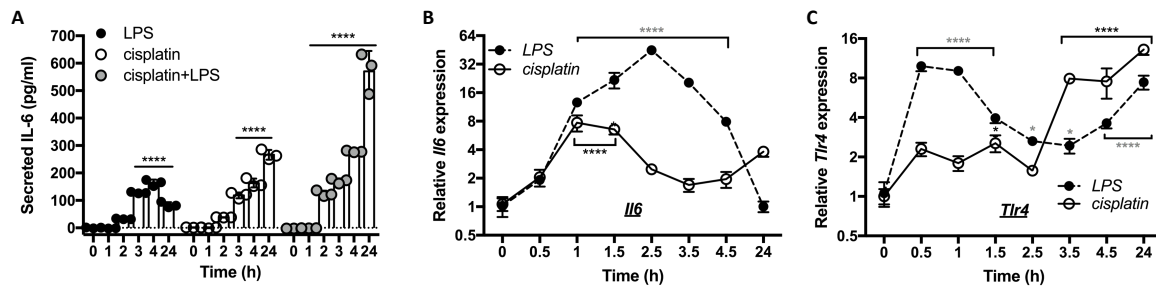 A
LPS
cisplatin
cisplatin+LPS
Secreted IL-6 (pg/ml)
700
600
500
400
300
200
100
0
****
****
****
0 1 2 3 4 24 0 1 2 3 4 24 0 1 2 3 4 24
Time (h)
B
LPS
cisplatin
Relative Il6 expression
64
32
16
8
4
2
1
0.5
****
*
****
Il6
0 0.5 1 1.5 2.5 3.5 4.5 24
Time (h)
C
Relative Tlr4 expression
16
8
4
2
1
0.5
****
****
*
*
*
****
LPS
cisplatin
Tlr4
0 0.5 1 1.5 2.5 3.5 4.5 24
Time (h)